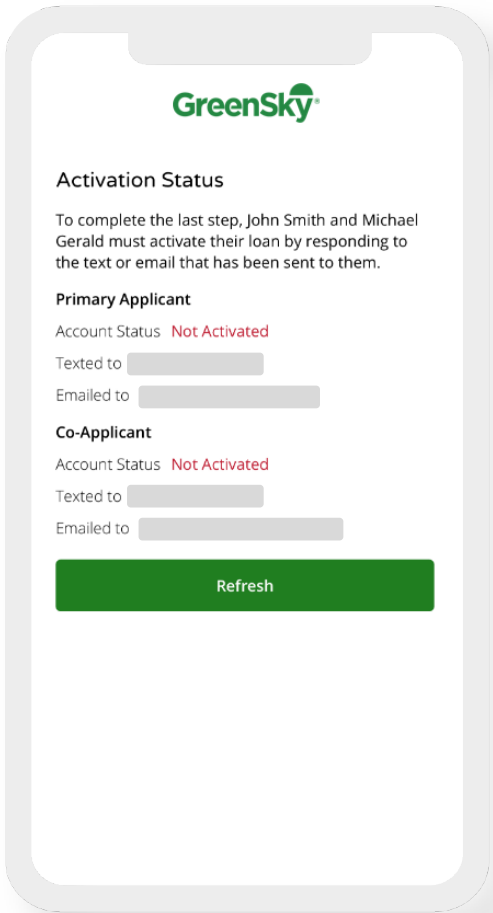 GreenSky®
Activation Status
To complete the last step, John Smith and Michael
Gerald must activate their loan by responding to
the text or email that has been sent to them.
Primary Applicant
Account Status Not Activated
Texted to
Emailed to
Co-Applicant
Account Status Not Activated
Texted to
Emailed to
Refresh